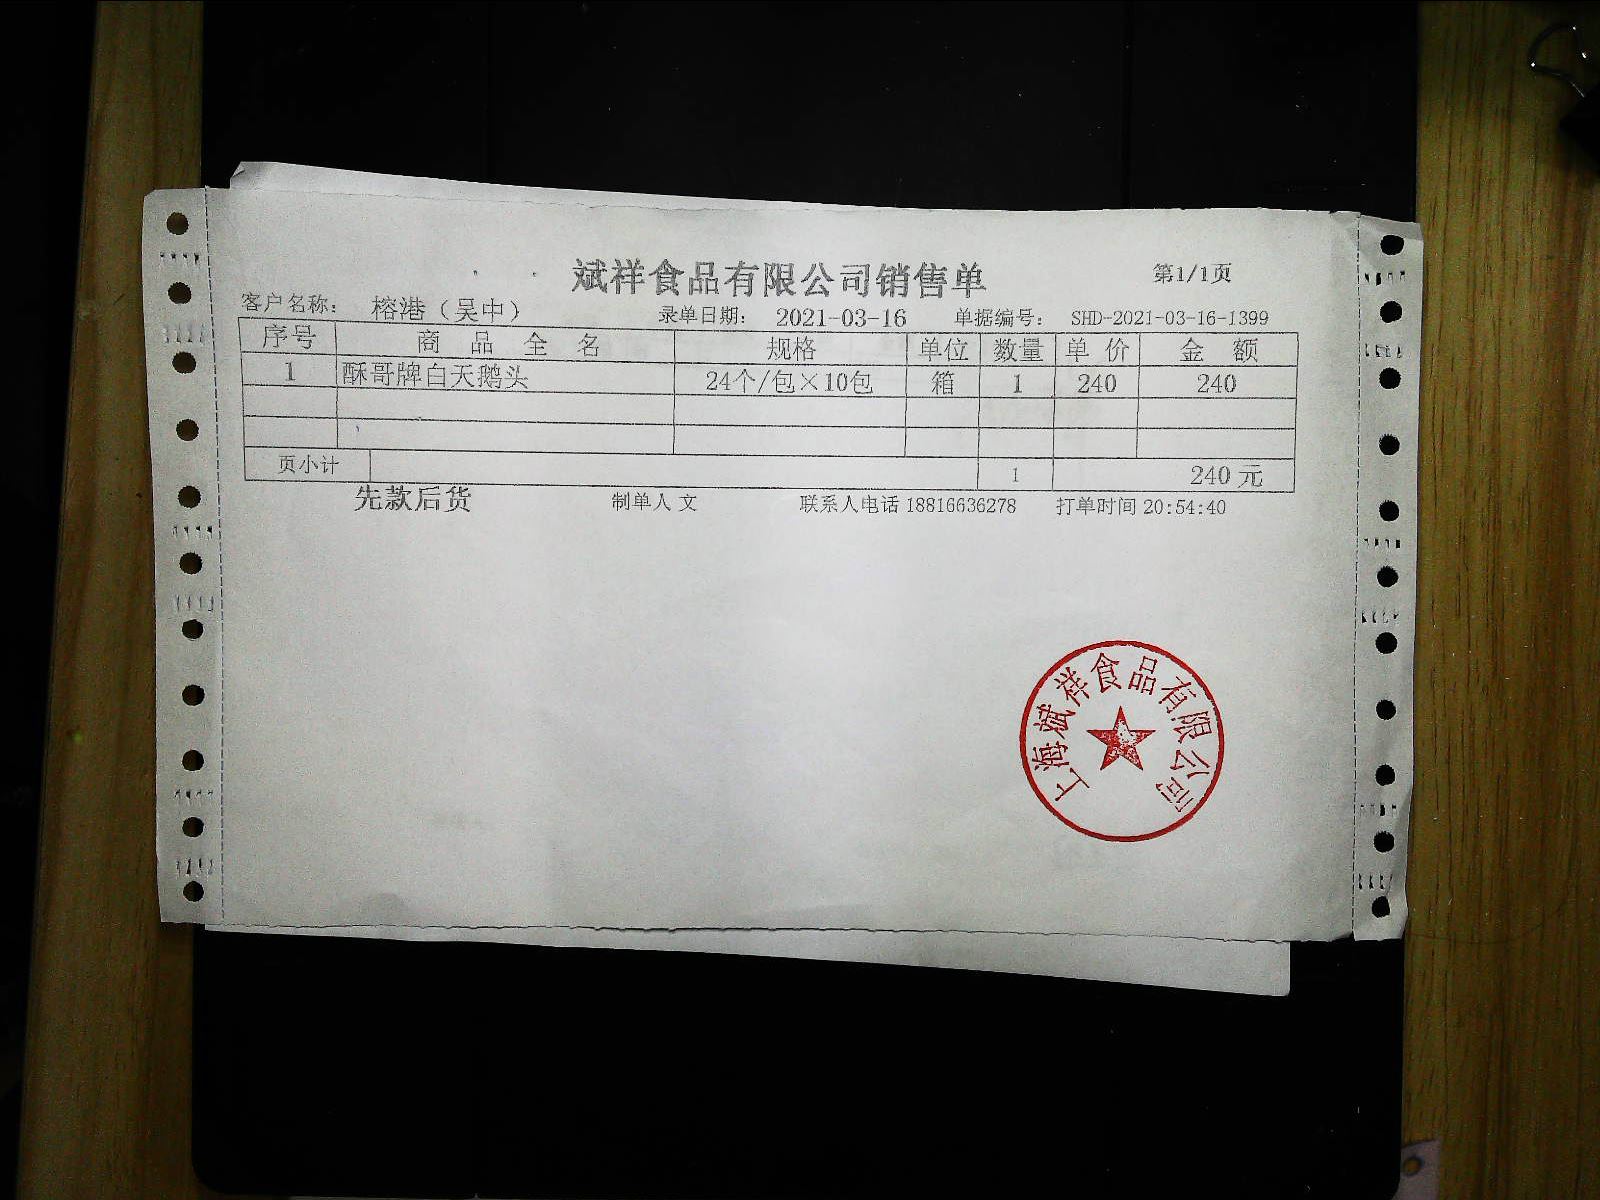 斌祥食品有限公司销售单 第1/1页
客户名称： 榕港（吴中） 录单日期： 2021-03-16 单据编号： SHD-2021-03-16-1399
序号 商品全名 规格 单位 数量 单价 金额
1 酥哥牌白天鹅头 24个/包×10包 箱 1 240 240
页小计 1 240元
先款后货 制单人 文 联系人电话 18816636278 打单时间 20:54:40
上海斌祥食品有限公司